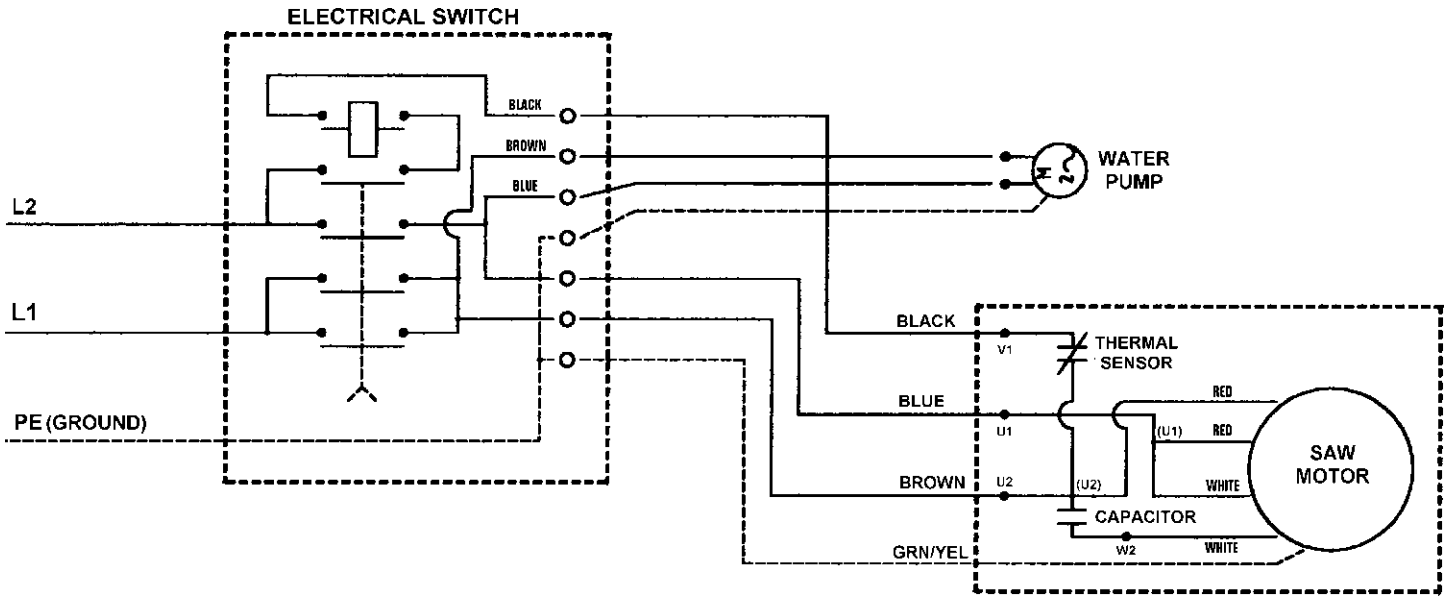 ELECTRICAL SWITCH
BLACK
BROWN
BLUE
WATER
PUMP
M
2
L2
L1
PE (GROUND)
BLACK
V1
THERMAL
SENSOR
BLUE
U1
(U1)
RED
RED
SAW
MOTOR
BROWN
U2
(U2)
WHITE
CAPACITOR
W2
WHITE
GRN/YEL